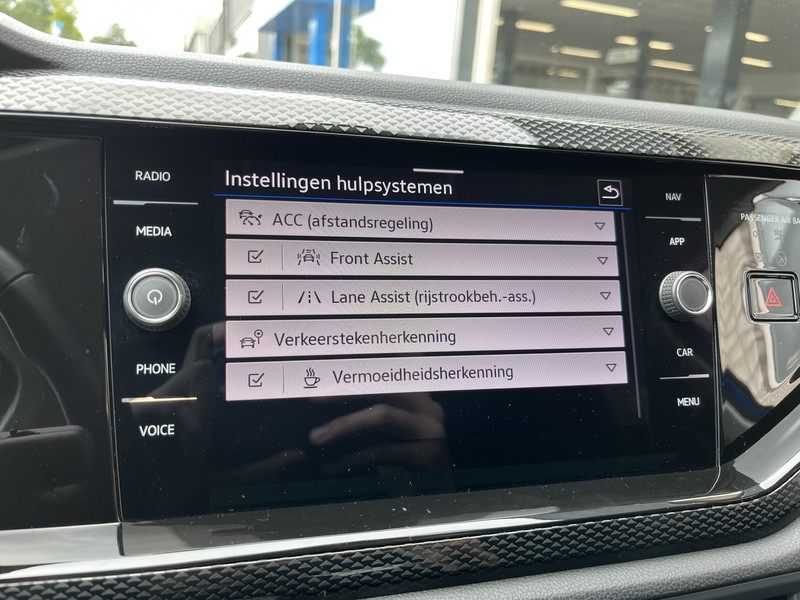 RADIO
MEDIA
PHONE
VOICE
Instellingen hulpsystemen
ACC (afstandsregeling)
Front Assist
Lane Assist (rijstrookbeh.-ass.)
Verkeerstekenherkenning
Vermoeidheidsherkenning
NAV
APP
CAR
MENU
PASSENGER AIR BA